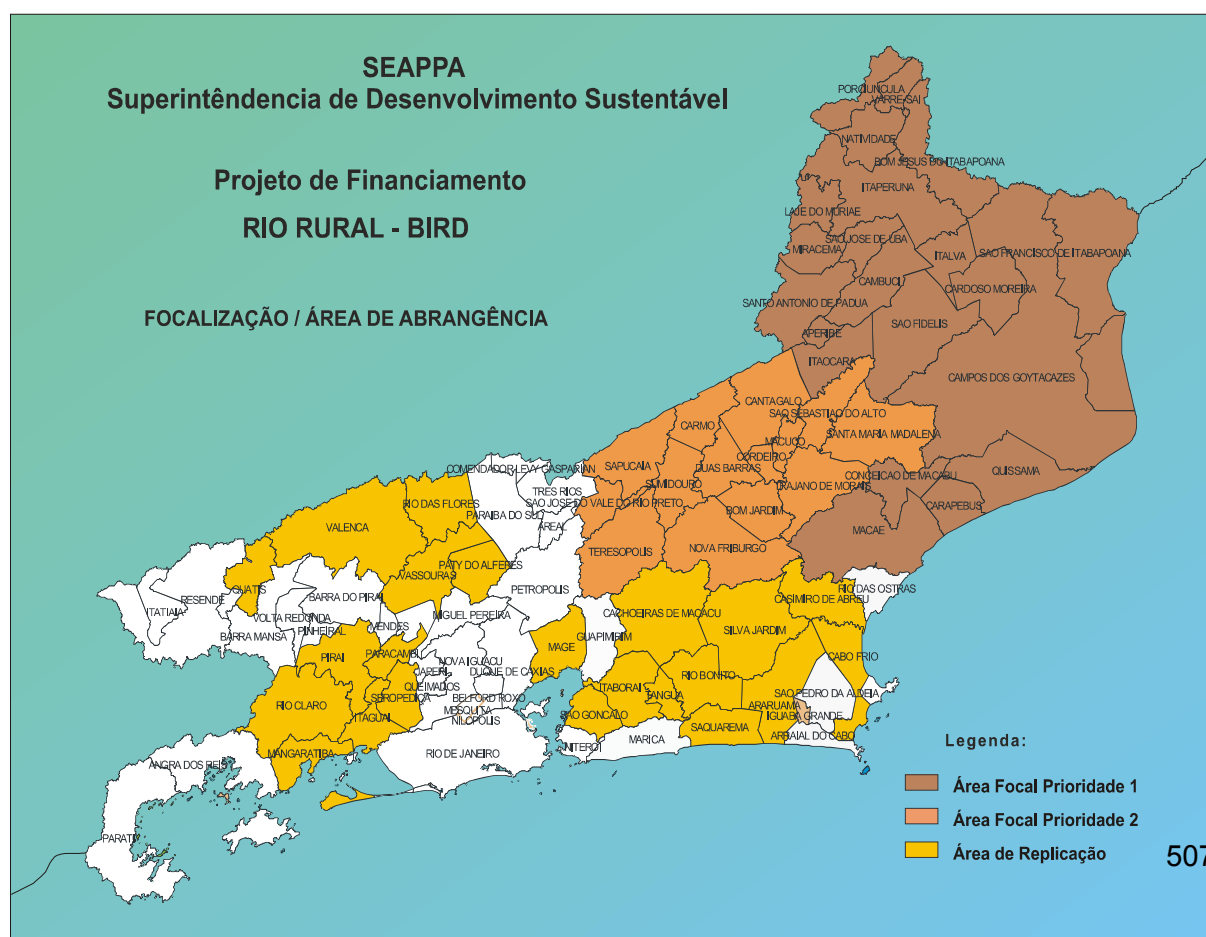 SEAPPA
Superintêndencia de Desenvolvimento Sustentável
Projeto de Financiamento
RIO RURAL - BIRD
FOCALIZAÇÃO / ÁREA DE ABRANGÊNCIA
PORCIUNCULA
VARRE-SAI
NATIVIDADE
BOM JESUS DO ITABAPOANA
ITAPERUNA
LAJE DO MURIAE
SAO JOSE DE UBA
MIRACEMA
ITALVA
SAO FRANCISCO DE ITABAPOANA
CAMBUCI
CARDOSO MOREIRA
SANTO ANTONIO DE PADUA
SAO FIDELIS
APERIBE
ITAOCARA
CAMPOS DOS GOYTACAZES
CANTAGALO
SAO SEBASTIAO DO ALTO
CARMO
SANTA MARIA MADALENA
MACUCO
CORDEIRO
COMENDADOR LEVY GASPARIAN
SAPUCAIA
DUAS BARRAS
CONCEICAO DE MACABU
QUISSAMA
SUMIDOURO
TRAJANO DE MORAIS
TRES RIOS
SAO JOSE DO VALE DO RIO PRETO
RIO DAS FLORES
PARAIBA DO SUL
BOM JARDIM
CARAPEBUS
VALENCA
AREAL
MACAE
TERESOPOLIS
NOVA FRIBURGO
PATY DO ALFERES
VASSOURAS
PETROPOLIS
QUATIS
RIO DAS OSTRAS
RESENDE
BARRA DO PIRAI
CASIMIRO DE ABREU
ITATIAIA
CACHOEIRAS DE MACACU
VOLTA REDONDA
MIGUEL PEREIRA
MENDES
PINHEIRAL
SILVA JARDIM
BARRA MANSA
GUAPIMIRIM
MAGE
PIRAI
PARACAMBI
CABO FRIO
NOVA IGUACU
JAPERI
DUQUE DE CAXIAS
RIO BONITO
QUEIMADOS
ITABORAI
TANGUA
SAO PEDRO DA ALDEIA
SEROPEDICA
BELFORD ROXO
RIO CLARO
MESQUITA
ARARUAMA
ITAGUAI
SAO GONCALO
IGUABA GRANDE
NILOPOLIS
SAQUAREMA
MARICA
ARRAIAL DO CABO
NITEROI
MANGARATIBA
RIO DE JANEIRO
ANGRA DOS REIS
PARATY
Legenda:
Área Focal Prioridade 1
Área Focal Prioridade 2
Área de Replicação
507